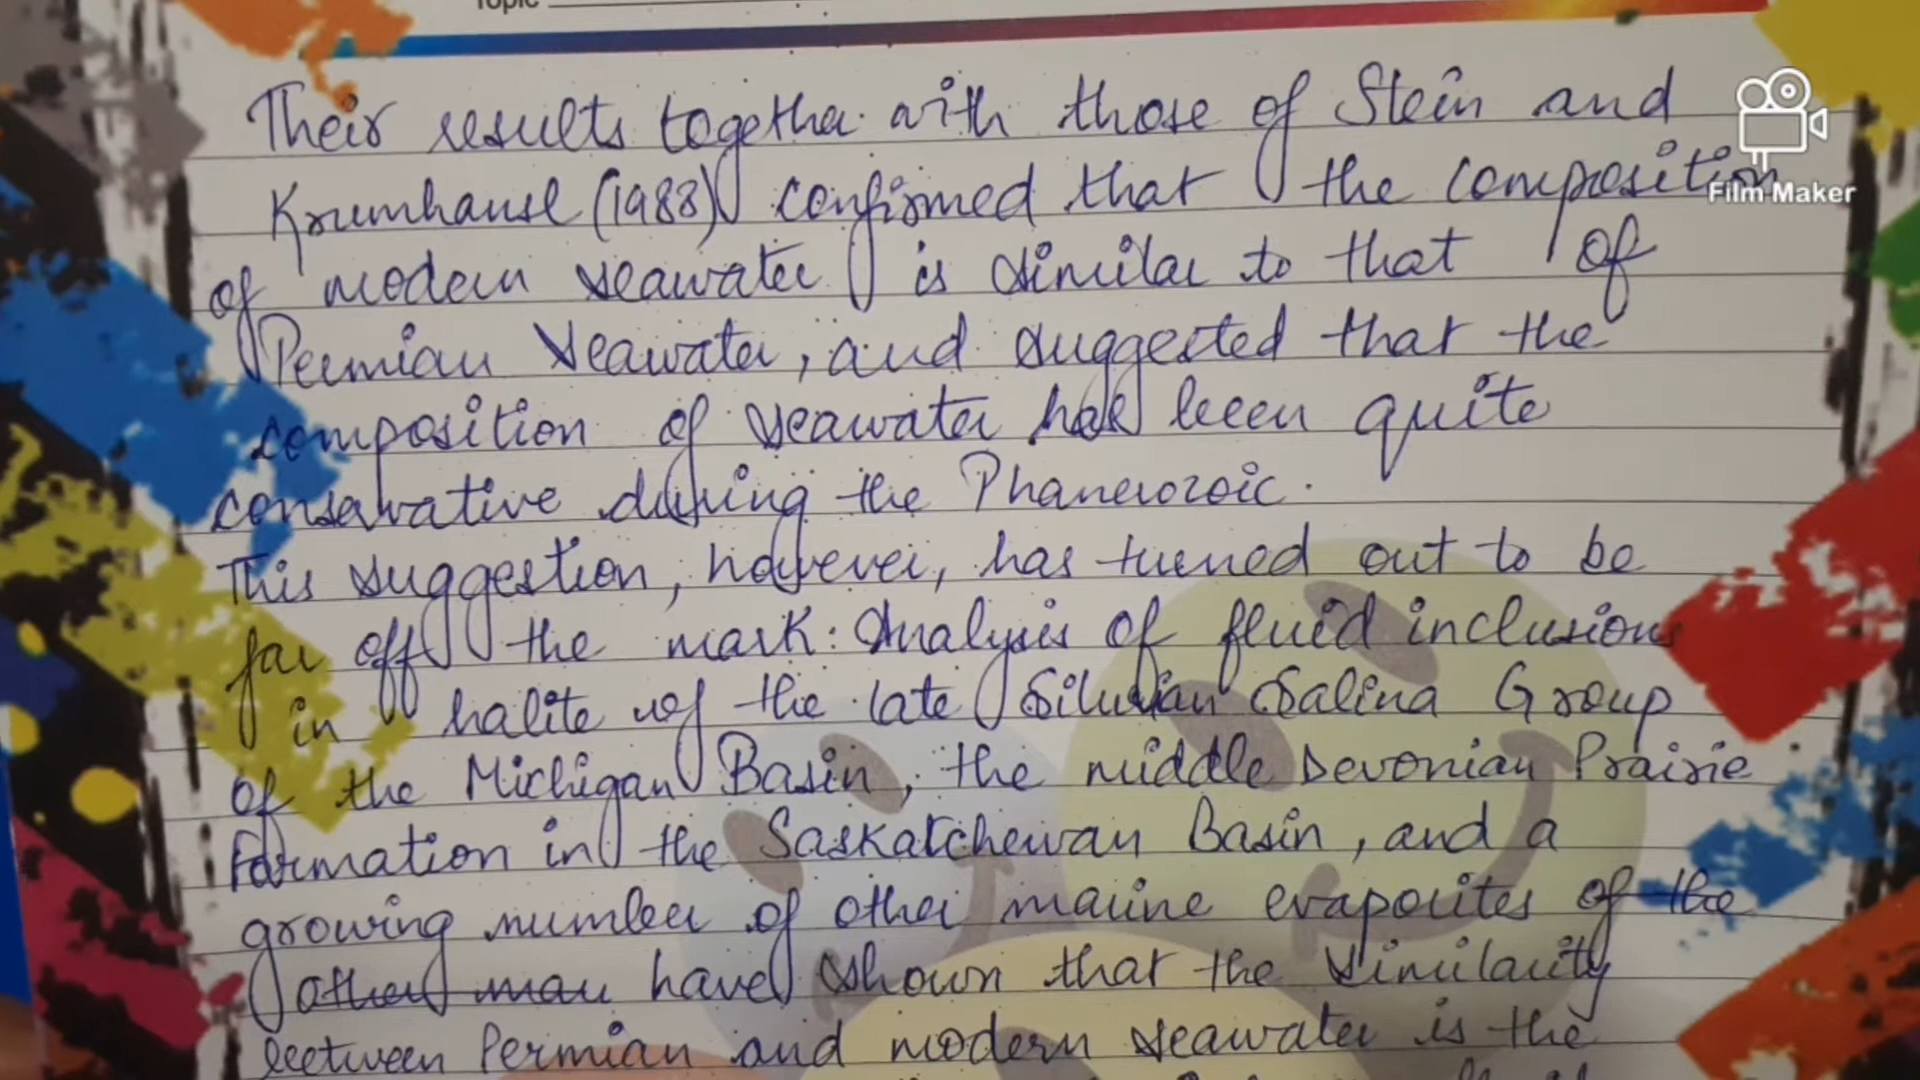 Topic
Their results together with those of Stein and
Krumhansl (1988) confirmed that the composition
Film Maker
of modern seawater is similar to that of
Permian seawater, and suggested that the
composition of seawater has been quite
conservative during the Phanerozoic.
This suggestion, however, has turned out to be
far off the mark: Analysis of fluid inclusions
in halite of the late Silurian Salina Group
of the Michigan Basin, the middle Devonian Prairie
Formation in the Saskatchewan Basin, and a
growing number of other marine evaporites of the
other mar have shown that the similarity
between Permian and modern seawater is the